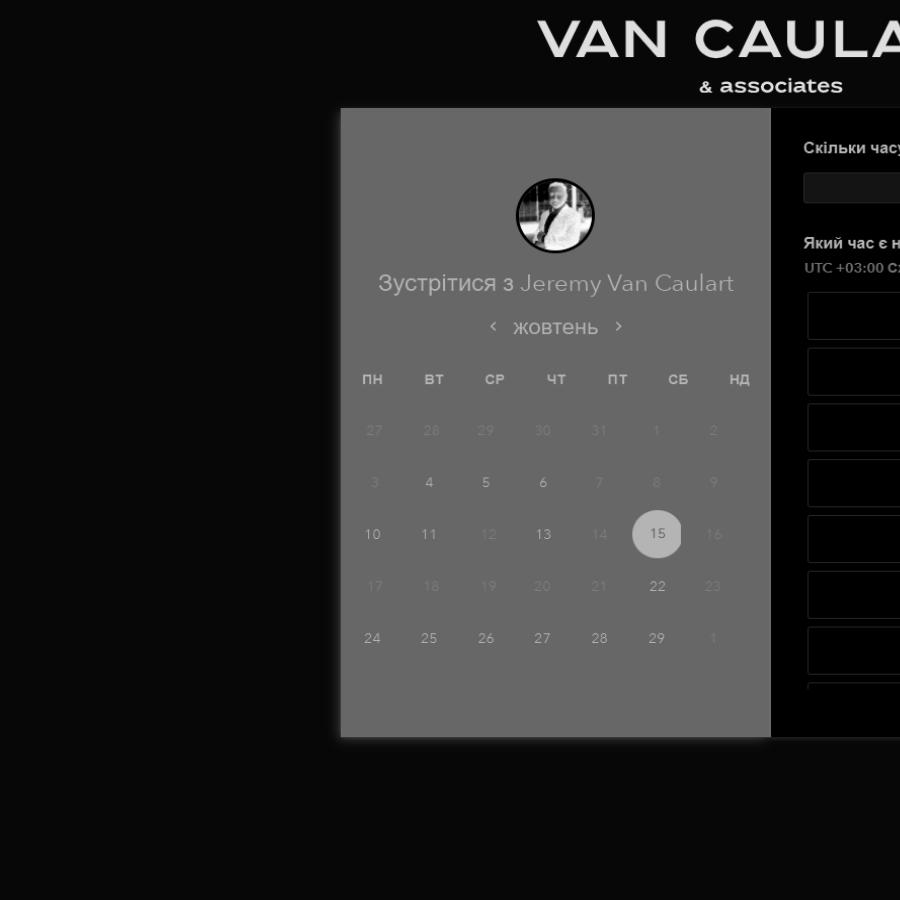 VAN CAULA
& associates
Скільки часу
Зустрітися з Jeremy Van Caulart
Який час є н
UTC +03:00
жовтень
ПН ВТ СР ЧТ ПТ СБ НД
27 28 29 30 31 1 2
3 4 5 6 7 8 9
10 11 12 13 14 15 16
17 18 19 20 21 22 23
24 25 26 27 28 29 1